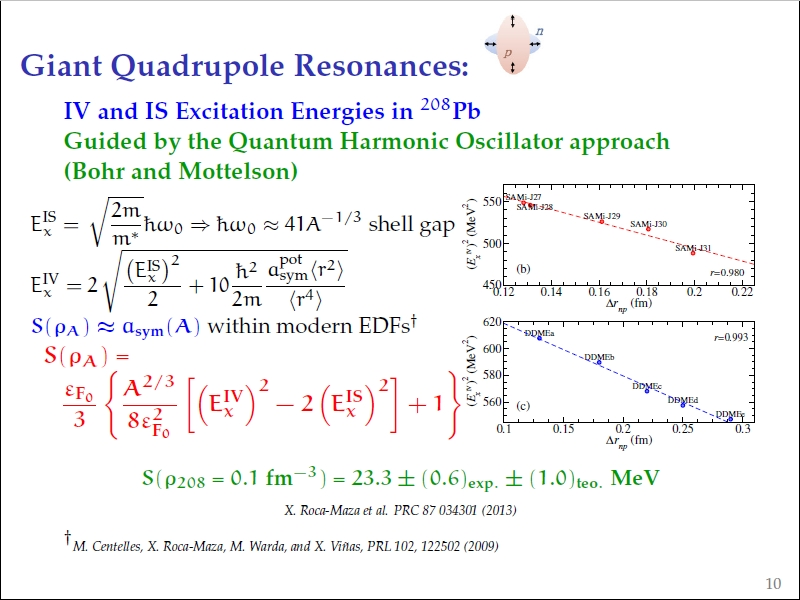 Giant Quadrupole Resonances:
n
p
IV and IS Excitation Energies in ²⁰⁸Pb
Guided by the Quantum Harmonic Oscillator approach
(Bohr and Mottelson)
E_x^IS = √(2m/m*) ħω₀ ⇒ ħω₀ ≈ 41A^(−1/3) shell gap
E_x^IV = 2√((E_x^IS)²/2 + 10 ħ²/2m a_sym^pot⟨r²⟩/⟨r⁴⟩)
S(ρ_A) ≈ a_sym(A) within modern EDFs†
S(ρ_A) =
ε_F₀/3 {A^(2/3)/8ε²_F₀ [(E_x^IV)² − 2 (E_x^IS)²] + 1}
(E_x^IV)² (MeV²)
550
500
450
SAMi-J27
SAMi-J28
SAMi-J29
SAMi-J30
SAMi-J31
(b)
r=0.980
0.12 0.14 0.16 0.18 0.2 0.22
Δr_np (fm)
(E_x^IV)² (MeV²)
620
600
580
560
DDMEa
DDMEb
DDMEc
DDMEd
DDMEe
r=0.993
(c)
0.1 0.15 0.2 0.25 0.3
Δr_np (fm)
S(ρ₂₀₈ = 0.1 fm⁻³) = 23.3 ± (0.6)exp. ± (1.0)teo. MeV
X. Roca-Maza et al. PRC 87 034301 (2013)
† M. Centelles, X. Roca-Maza, M. Warda, and X. Viñas, PRL 102, 122502 (2009)
10